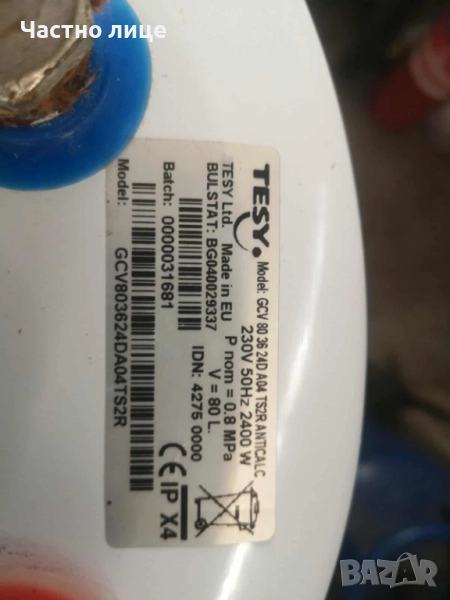 Частно лице
TESY
Model: GCV 80 36 24D A04 TS2R ANTICALC
230V 50Hz 2400 W
P nom = 0.8 MPa
V = 80 L.
TESY Ltd. Made in EU
BULSTAT: BG040029337
IDN: 4275 0000
Batch: 0000031681
CE IP X4
Model: GCV803624DA04TS2R
BAZAR